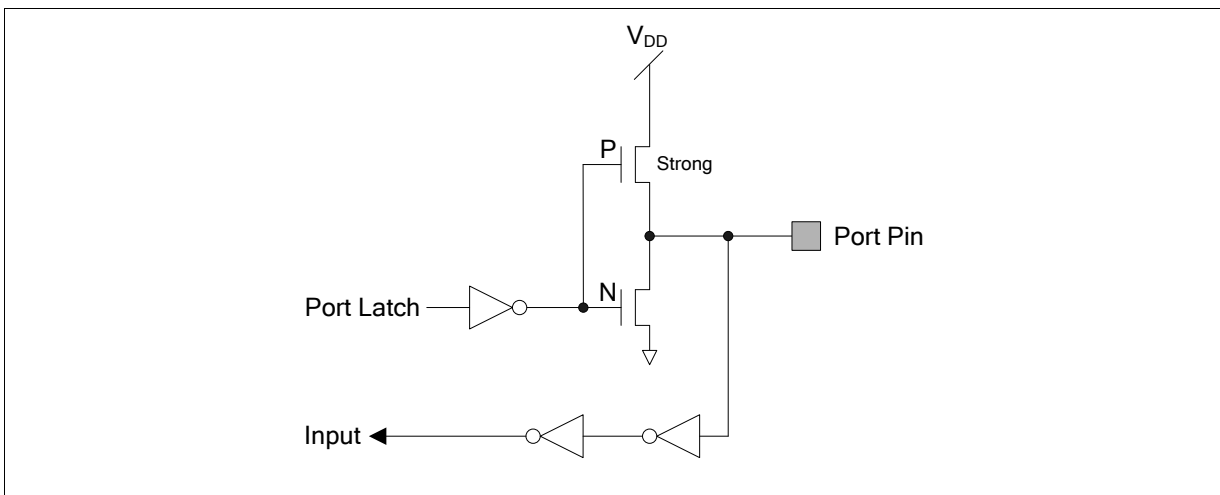 VDD
P
Strong
Port Pin
N
Port Latch
Input